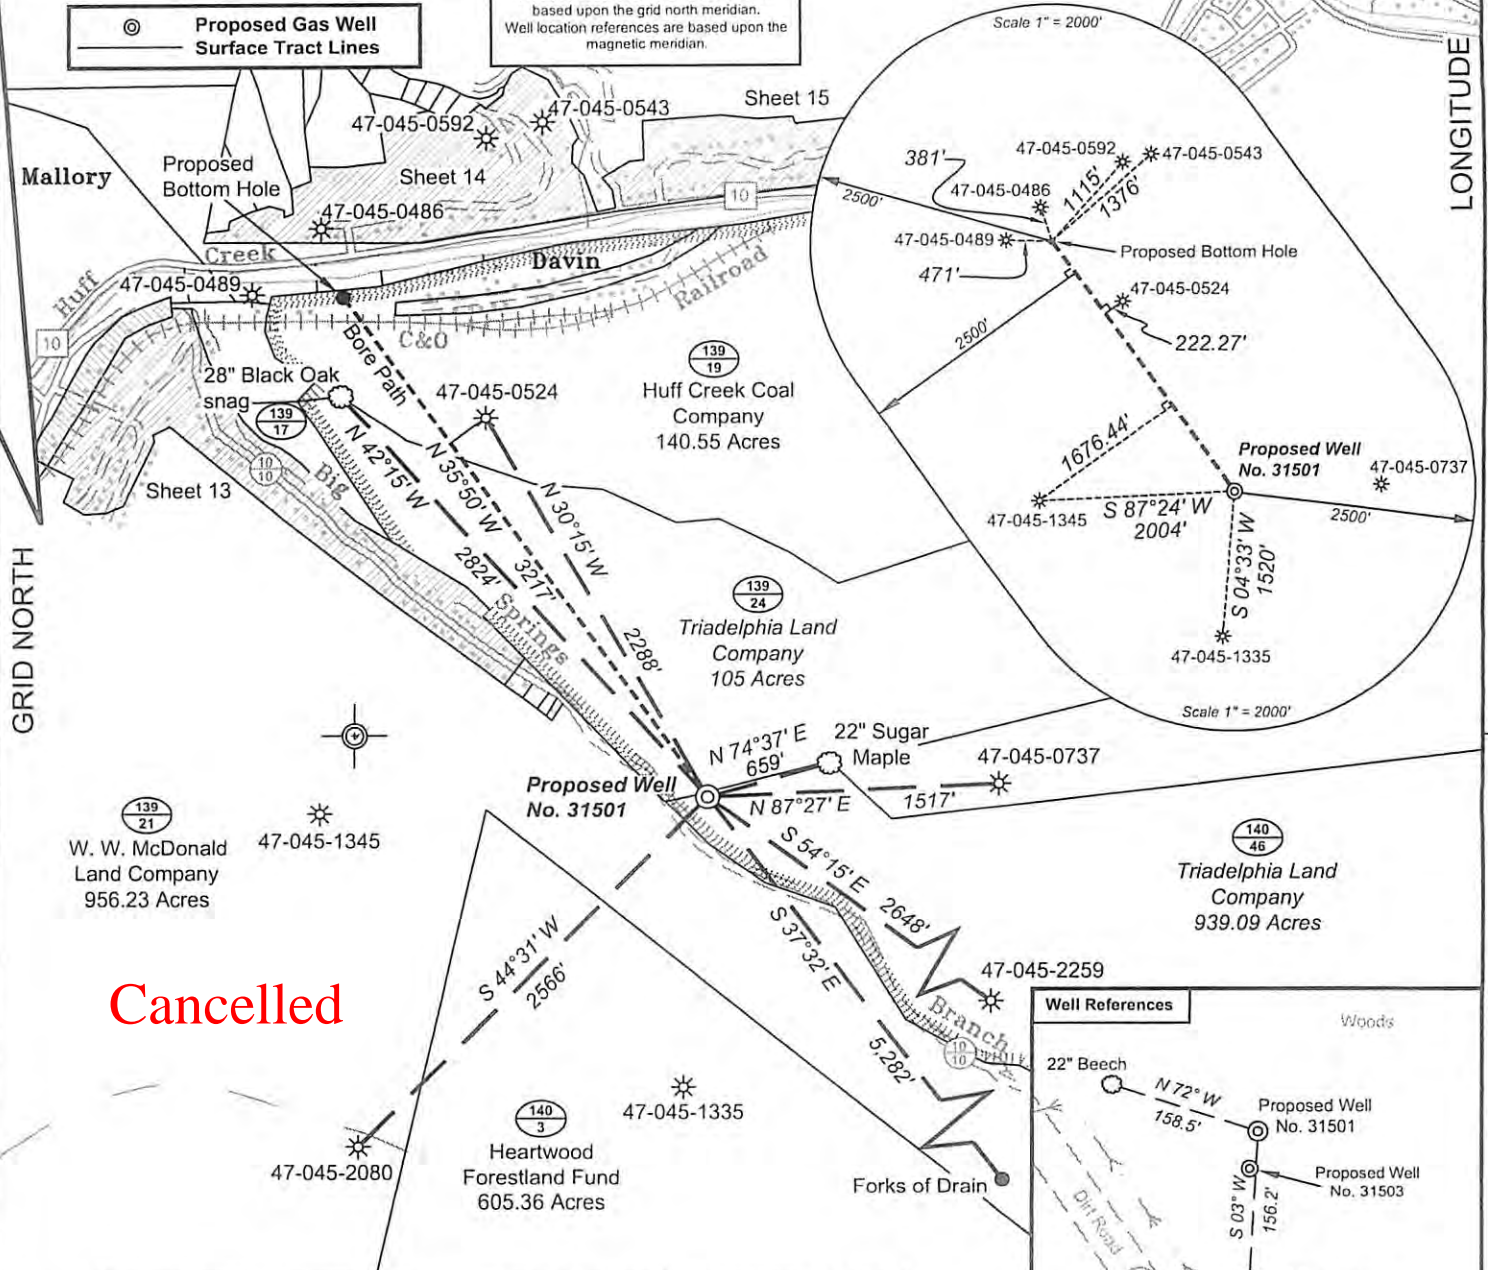 Proposed Gas Well
Surface Tract Lines
based upon the grid north meridian.
Well location references are based upon the
magnetic meridian.
Scale 1" = 2000'
LONGITUDE
47-045-0592
47-045-0543
Sheet 15
Mallory
Proposed
Bottom Hole
Sheet 14
10
47-045-0486
Creek
Davin
Huff
47-045-0489
Railroad
C&O
10
Bore Path
28" Black Oak
snag
139
17
47-045-0524
139
19
Huff Creek Coal
Company
140.55 Acres
10
10
Big
Sheet 13
N 42°15' W
2824'
N 35°50' W
3217'
N 30°15' W
2288'
Springs
GRID NORTH
139
24
Triadelphia Land
Company
105 Acres
381'
47-045-0592
47-045-0543
47-045-0486
1115'
1376'
2500'
47-045-0489
Proposed Bottom Hole
471'
47-045-0524
2500'
222.27'
1676.44'
Proposed Well
No. 31501
47-045-0737
47-045-1345
S 87°24' W
2004'
2500'
S 04°33' W
1520'
47-045-1335
Scale 1" = 2000'
N 74°37' E
659'
22" Sugar
Maple
47-045-0737
Proposed Well
No. 31501
N 87°27' E
1517'
139
21
W. W. McDonald
Land Company
956.23 Acres
47-045-1345
S 54°15' E
2648'
140
46
Triadelphia Land
Company
939.09 Acres
S 37°32' E
5,282'
S 44°31' W
2566'
Cancelled
47-045-2259
Branch
10
10
47-045-2080
140
3
Heartwood
Forestland Fund
605.36 Acres
47-045-1335
Forks of Drain
Well References
Woods
22" Beech
N 72° W
158.5'
Proposed Well
No. 31501
Proposed Well
No. 31503
S 03° W
156.2'
Dirt Road